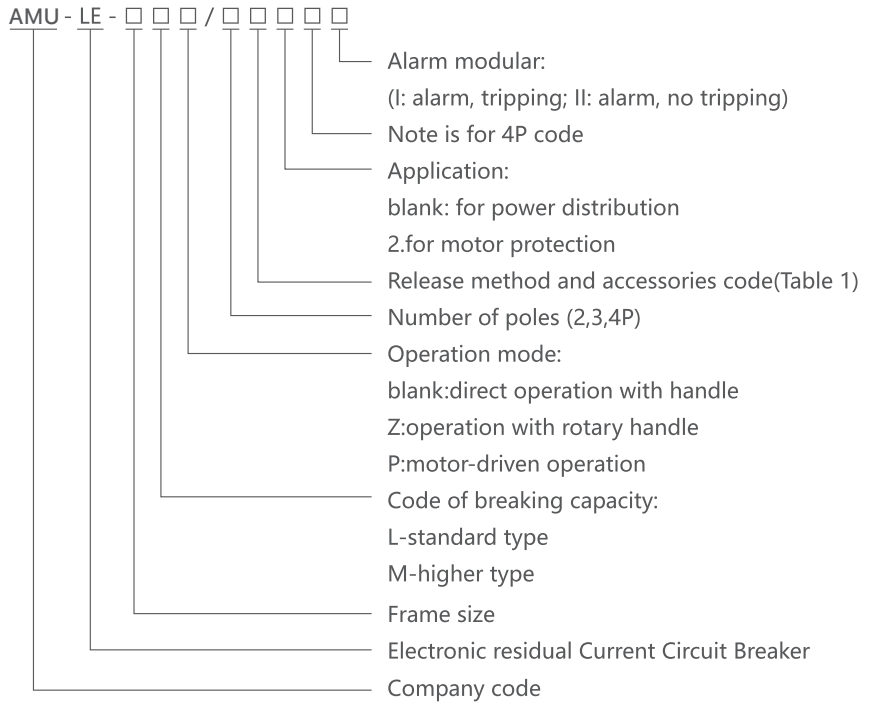 AMU - LE - □ □ □ / □ □ □ □ □
Alarm modular:
(I: alarm, tripping; II: alarm, no tripping)
Note is for 4P code
Application:
blank: for power distribution
2.for motor protection
Release method and accessories code(Table 1)
Number of poles (2,3,4P)
Operation mode:
blank:direct operation with handle
Z:operation with rotary handle
P:motor-driven operation
Code of breaking capacity:
L-standard type
M-higher type
Frame size
Electronic residual Current Circuit Breaker
Company code